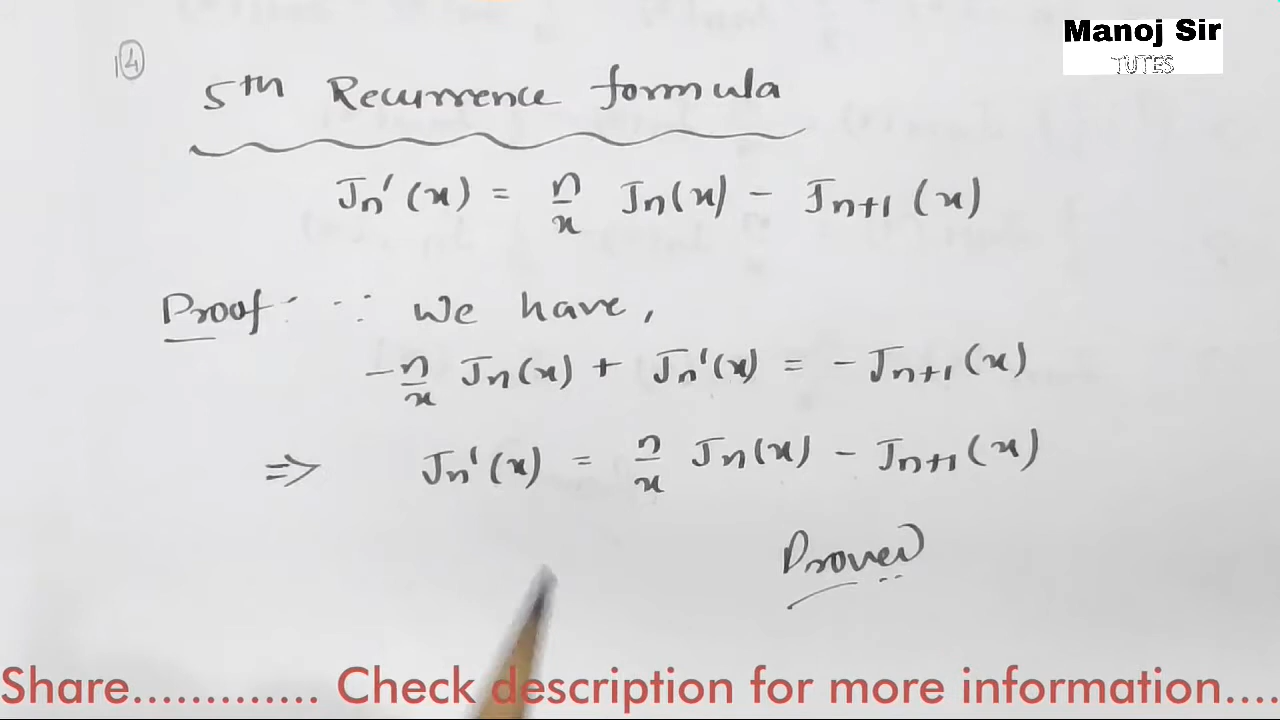 Manoj Sir
TUTES
14
5th Recurrence formula
Jn'(x) = n/x Jn(x) - Jn+1(x)
Proof:- ∵ We have,
-n/x Jn(x) + Jn'(x) = -Jn+1(x)
=> Jn'(x) = n/x Jn(x) - Jn+1(x)
Proved
Share............. Check description for more information....